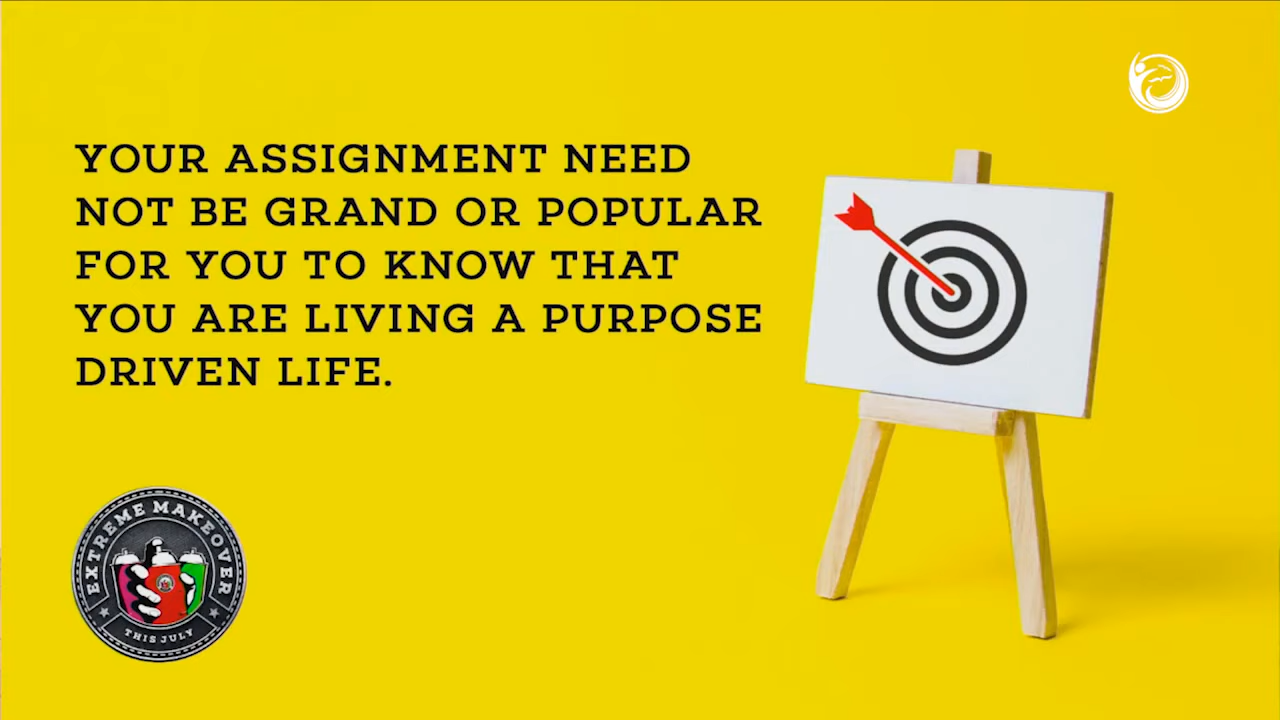 YOUR ASSIGNMENT NEED
NOT BE GRAND OR POPULAR
FOR YOU TO KNOW THAT
YOU ARE LIVING A PURPOSE
DRIVEN LIFE.
EXTREME MAKEOVER
THIS JULY